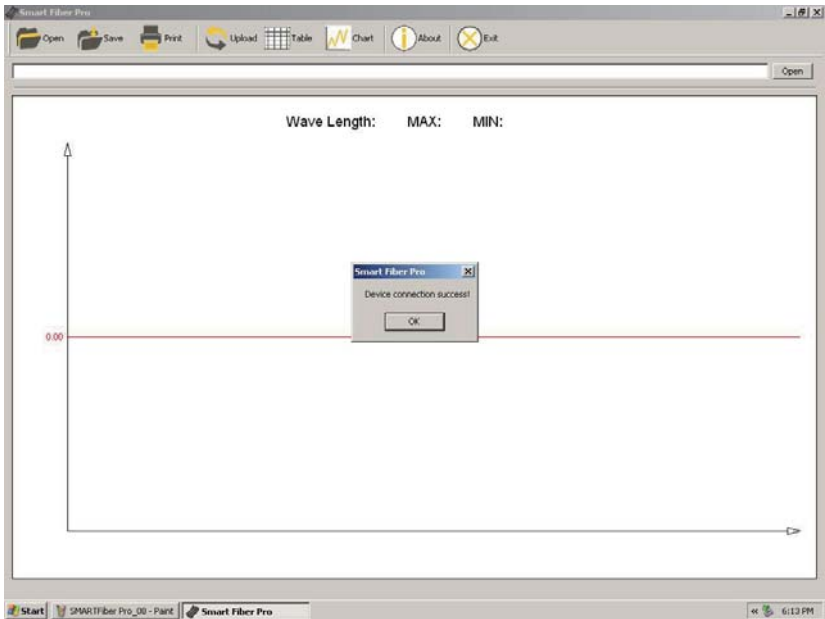 Smart Fiber Pro
Open Save Print Upload Table Chart About Exit
Open
Wave Length: MAX: MIN:
Smart Fiber Pro
Device connection success!
OK
0.00
Start SMARTFiber Pro_00 - Paint Smart Fiber Pro « 6:13 PM